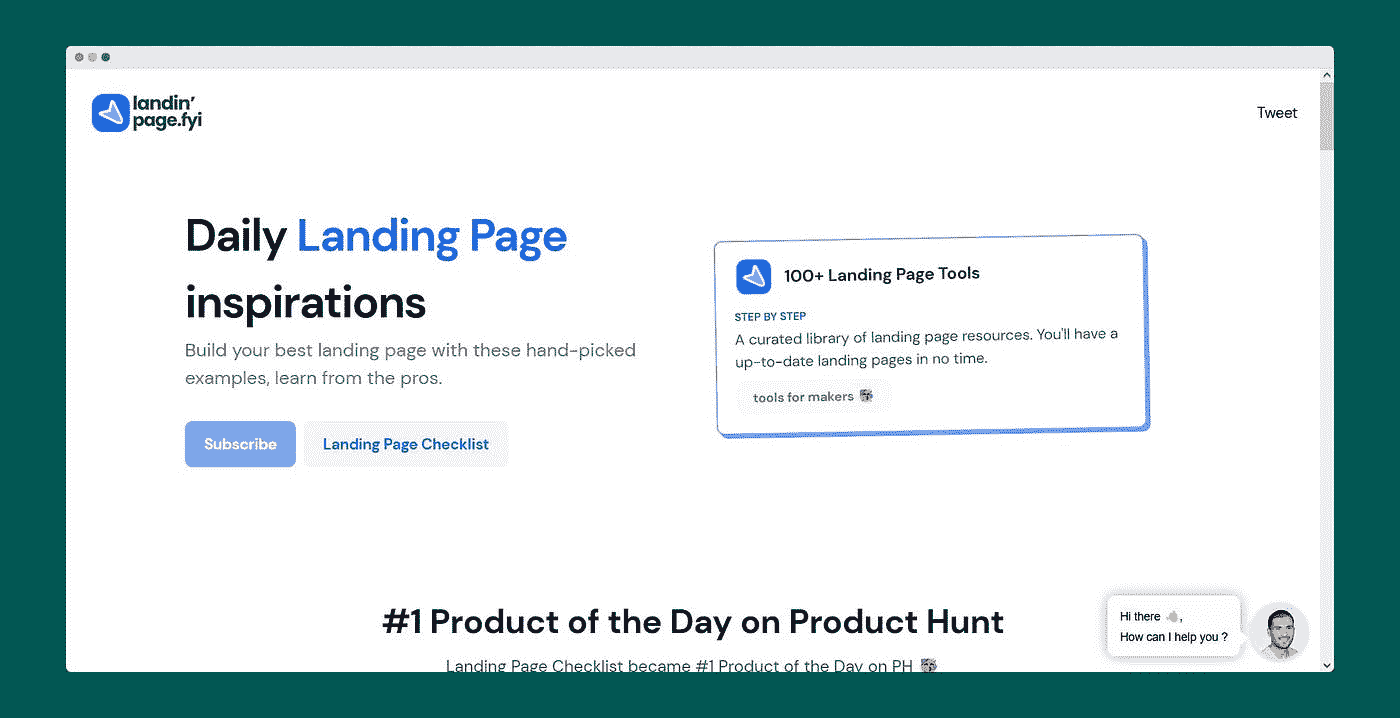 landin'
page.fyi
Tweet
Daily Landing Page
inspirations
Build your best landing page with these hand-picked
examples, learn from the pros.
Subscribe
Landing Page Checklist
100+ Landing Page Tools
STEP BY STEP
A curated library of landing page resources. You'll have a
up-to-date landing pages in no time.
tools for makers
#1 Product of the Day on Product Hunt
Landing Page Checklist became #1 Product of the Day on PH
Hi there 👋,
How can I help you ?